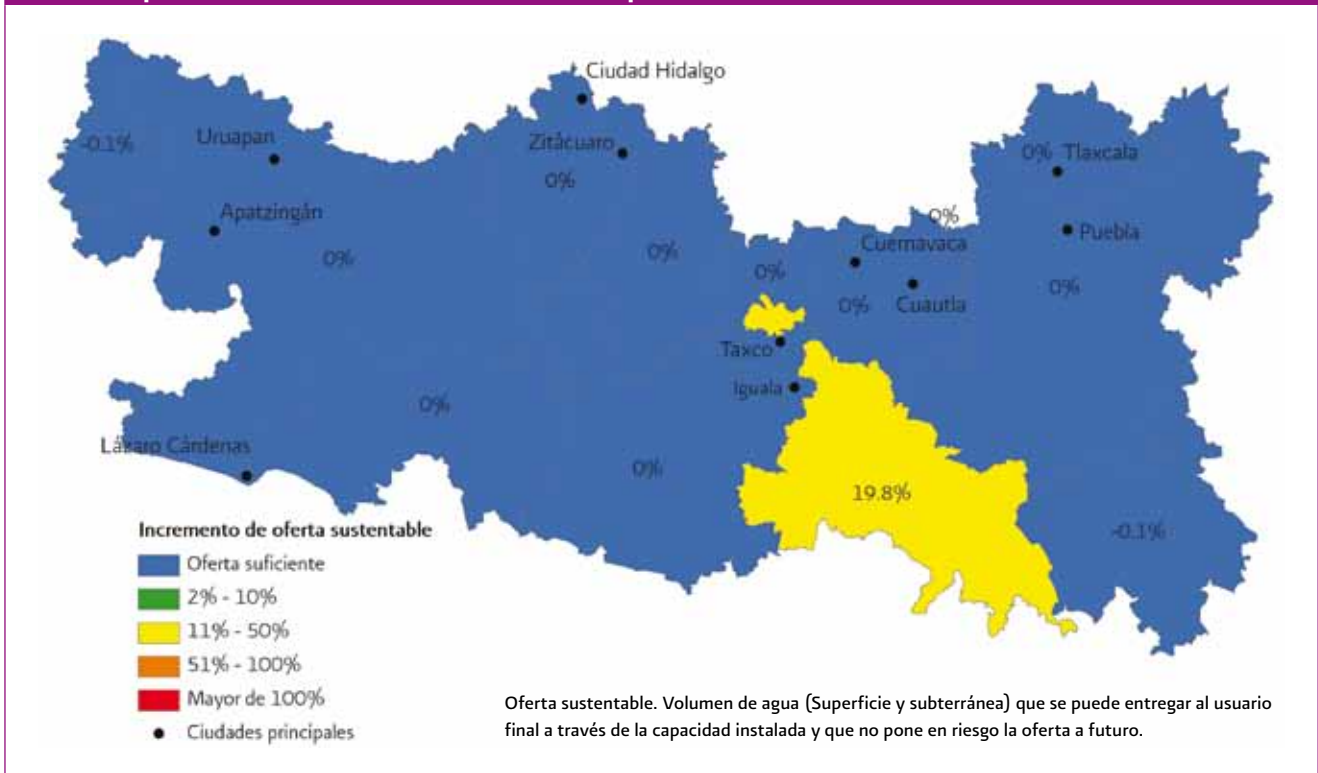 Ciudad Hidalgo
-0.1%
Uruapan
Zitácuaro
0%
0%
Tlaxcala
Apatzingán
0%
Puebla
0%
0%
0%
Cuernavaca
0%
0%
Cuautla
Taxco
Iguala
0%
Lázaro Cárdenas
0%
19.8%
-0.1%
Incremento de oferta sustentable
Oferta suficiente
2% - 10%
11% - 50%
51% - 100%
Mayor de 100%
Ciudades principales
Oferta sustentable. Volumen de agua (Superficie y subterránea) que se puede entregar al usuario
final a través de la capacidad instalada y que no pone en riesgo la oferta a futuro.